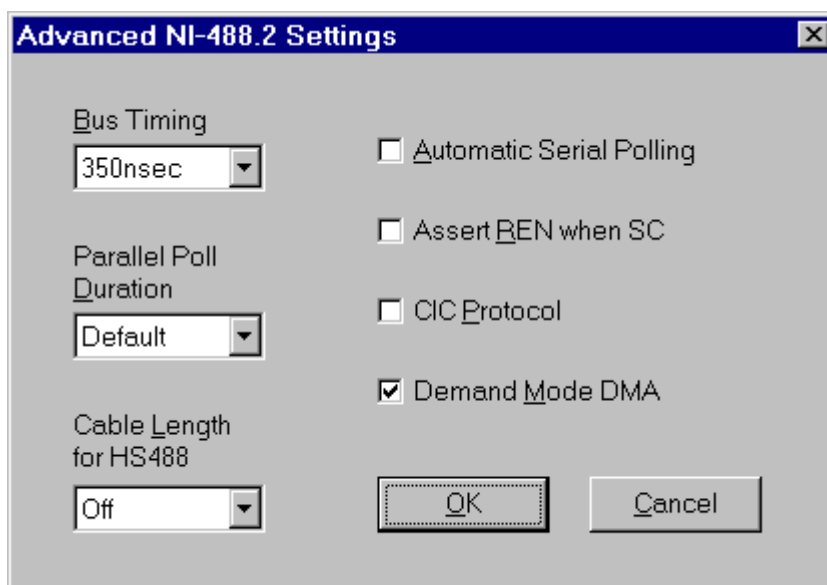 Advanced NI-488.2 Settings
Bus Timing
350nsec
Parallel Poll
Duration
Default
Cable Length
for HS488
Off
Automatic Serial Polling
Assert REN when SC
CIC Protocol
Demand Mode DMA
OK
Cancel